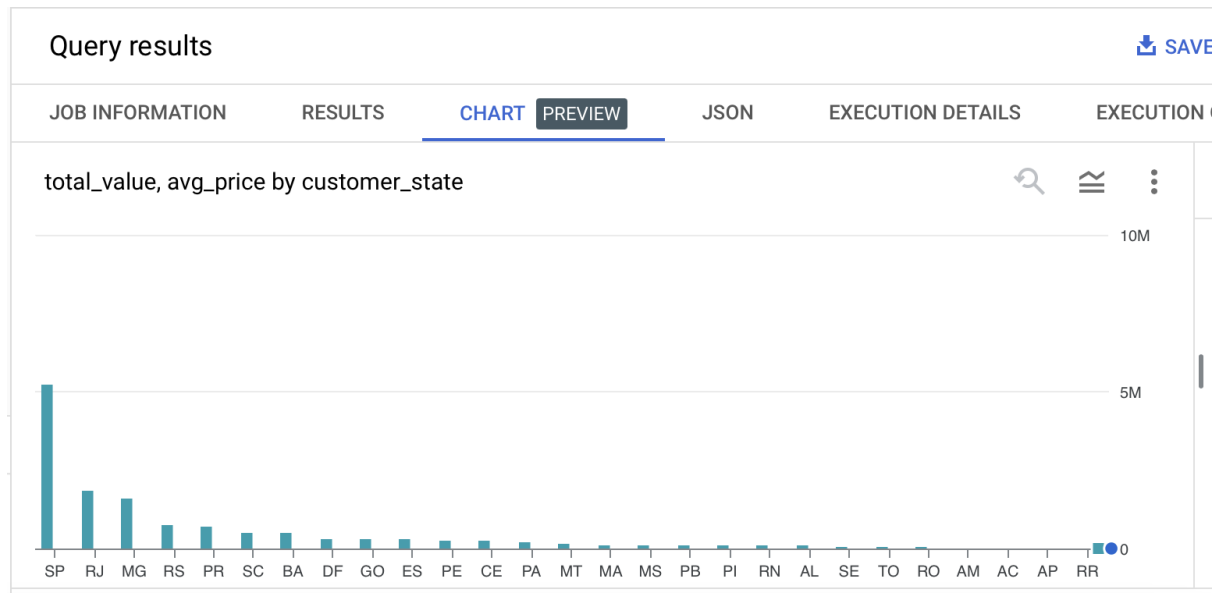 Query results
SAVE
JOB INFORMATION RESULTS CHART PREVIEW JSON EXECUTION DETAILS EXECUTION
total_value, avg_price by customer_state
10M
5M
0
SP RJ MG RS PR SC BA DF GO ES PE CE PA MT MA MS PB PI RN AL SE TO RO AM AC AP RR